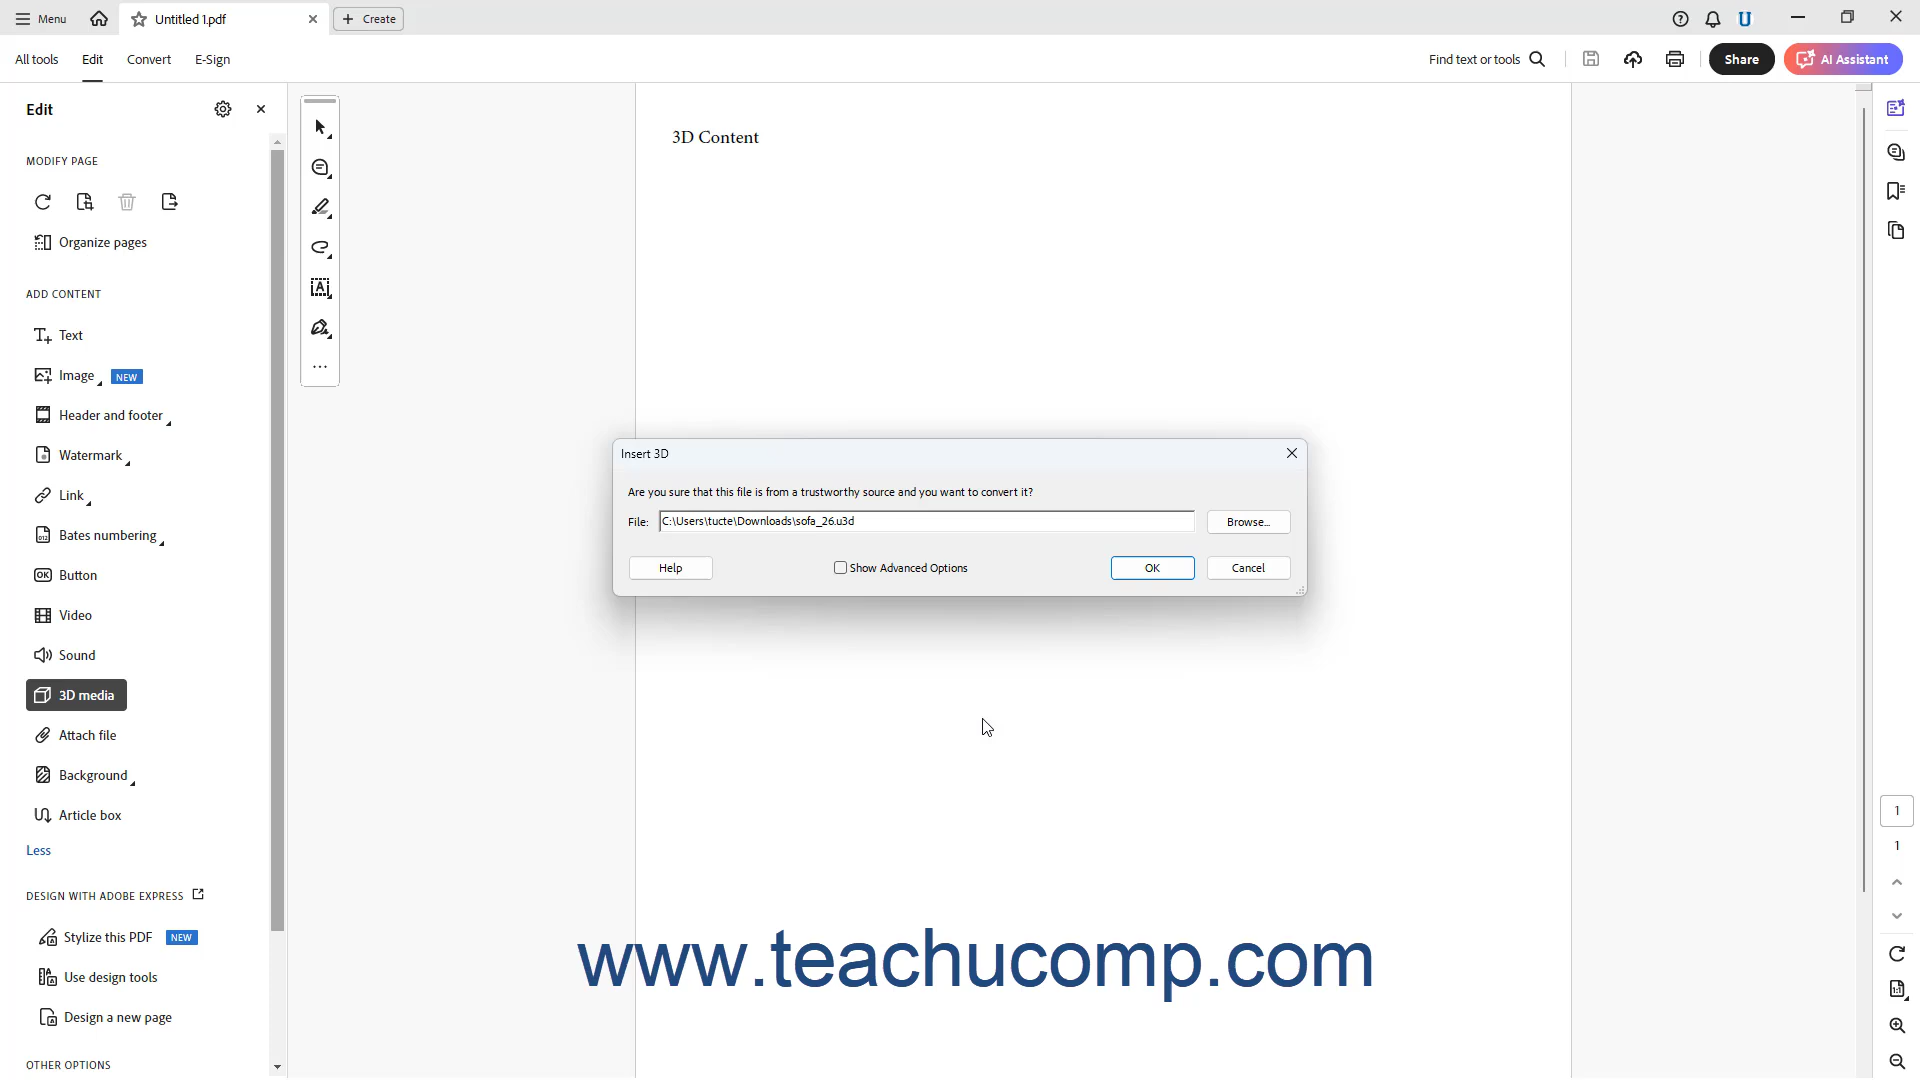 Menu
Untitled 1.pdf
Create
All tools
Edit
Convert
E-Sign
Find text or tools
Share
AI Assistant
Edit
MODIFY PAGE
Organize pages
ADD CONTENT
Text
Image
NEW
Header and footer
Watermark
Link
Bates numbering
OK Button
Video
Sound
3D media
Attach file
Background
Article box
Less
DESIGN WITH ADOBE EXPRESS
Stylize this PDF
NEW
Use design tools
Design a new page
OTHER OPTIONS
3D Content
Insert 3D
Are you sure that this file is from a trustworthy source and you want to convert it?
File: C:\Users\tucte\Downloads\sofa_26.u3d
Browse...
Help
Show Advanced Options
OK
Cancel
1
1
www.teachucomp.com